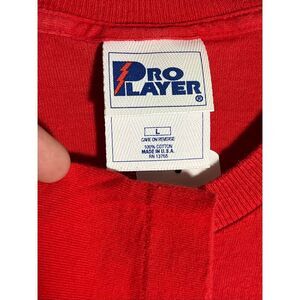 PRO
PLAYER®
L
CARE ON REVERSE
100% COTTON
MADE IN U.S.A.
RN 13765